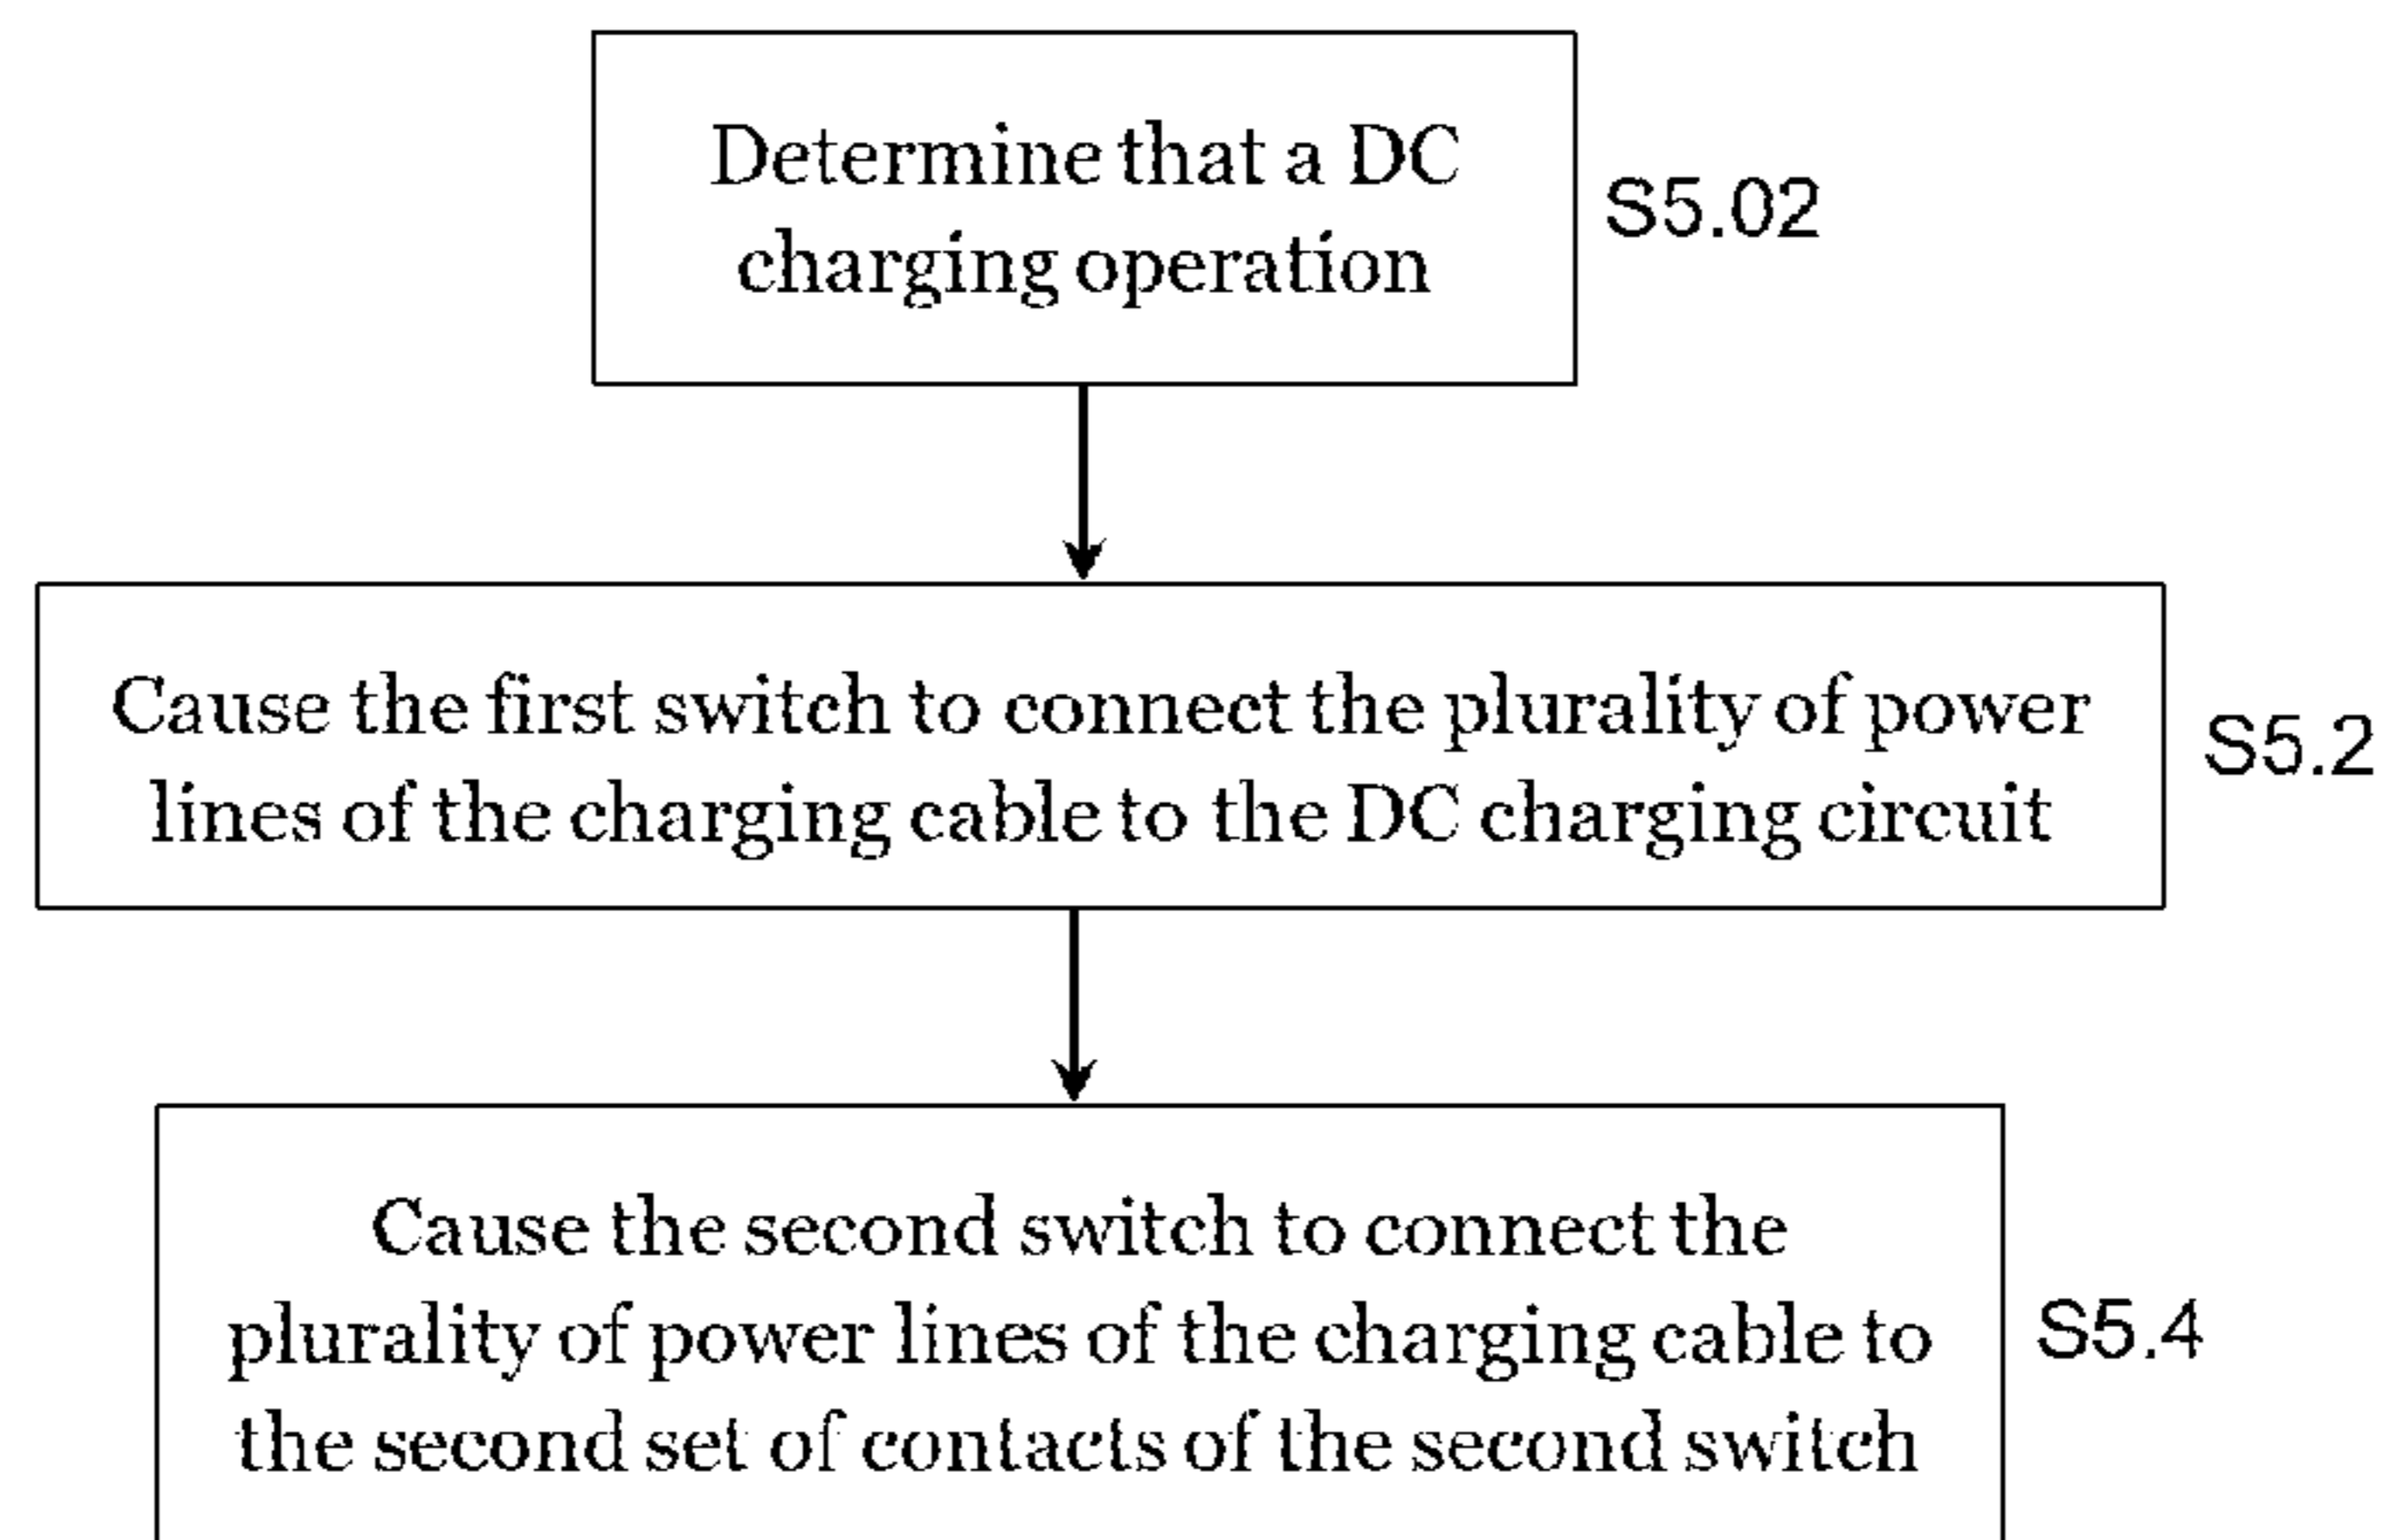 Determine that a DC
charging operation
S5.02
Cause the first switch to connect the plurality of power
lines of the charging cable to the DC charging circuit
S5.2
Cause the second switch to connect the
plurality of power lines of the charging cable to
the second set of contacts of the second switch
S5.4